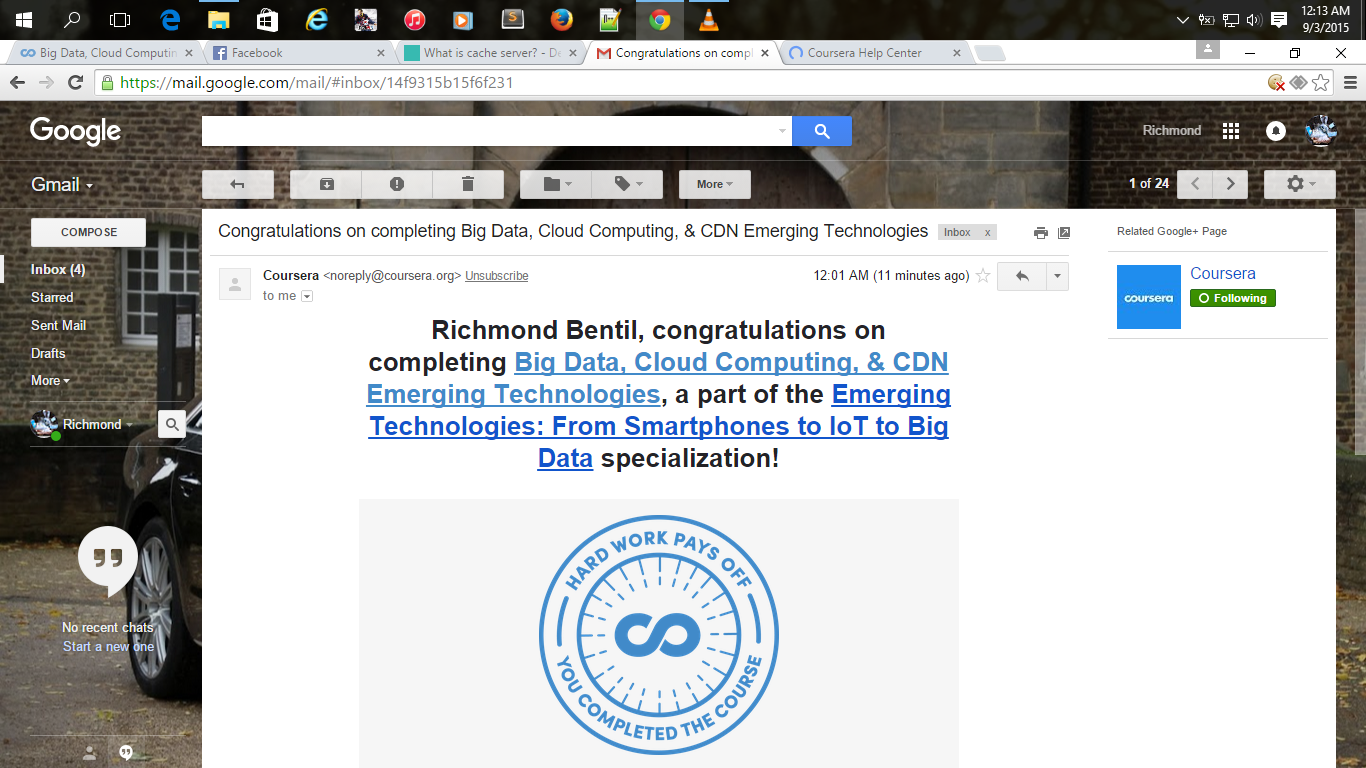 12:13 AM
9/3/2015
Big Data, Cloud Computin
Facebook
What is cache server? - De
Congratulations on compl
Coursera Help Center
https://mail.google.com/mail/#inbox/14f9315b15f6f231
Google
Richmond
Gmail
More
1 of 24
COMPOSE
Inbox (4)
Starred
Sent Mail
Drafts
More
Richmond
No recent chats
Start a new one
Congratulations on completing Big Data, Cloud Computing, & CDN Emerging Technologies
Inbox x
Coursera <noreply@coursera.org> Unsubscribe
12:01 AM (11 minutes ago)
to me
Richmond Bentil, congratulations on
completing Big Data, Cloud Computing, & CDN
Emerging Technologies, a part of the Emerging
Technologies: From Smartphones to IoT to Big
Data specialization!
HARD WORK PAYS OFF
YOU COMPLETED THE COURSE
Related Google+ Page
coursera
Coursera
Following